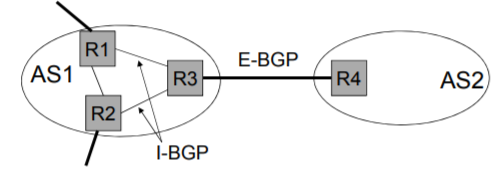 R1
E-BGP
AS1
R3
R4
AS2
R2
I-BGP